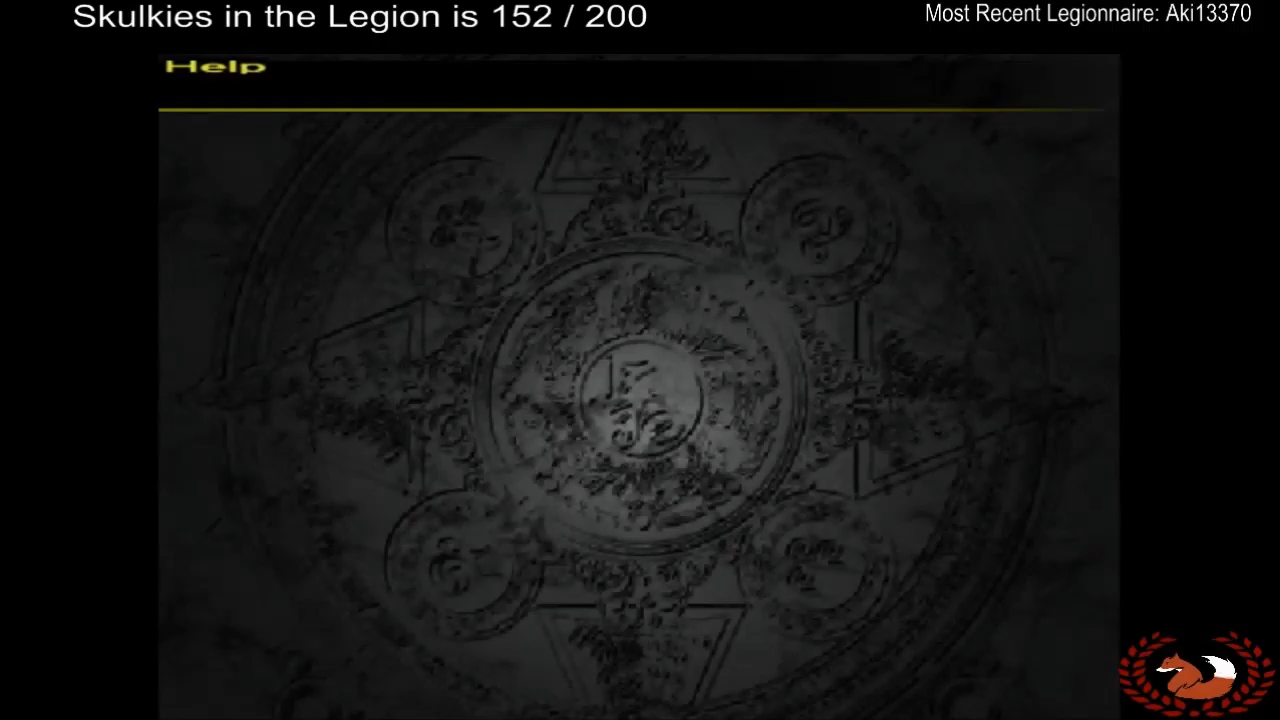 Skulkies in the Legion is 152 / 200
Most Recent Legionnaire: Aki13370
Help